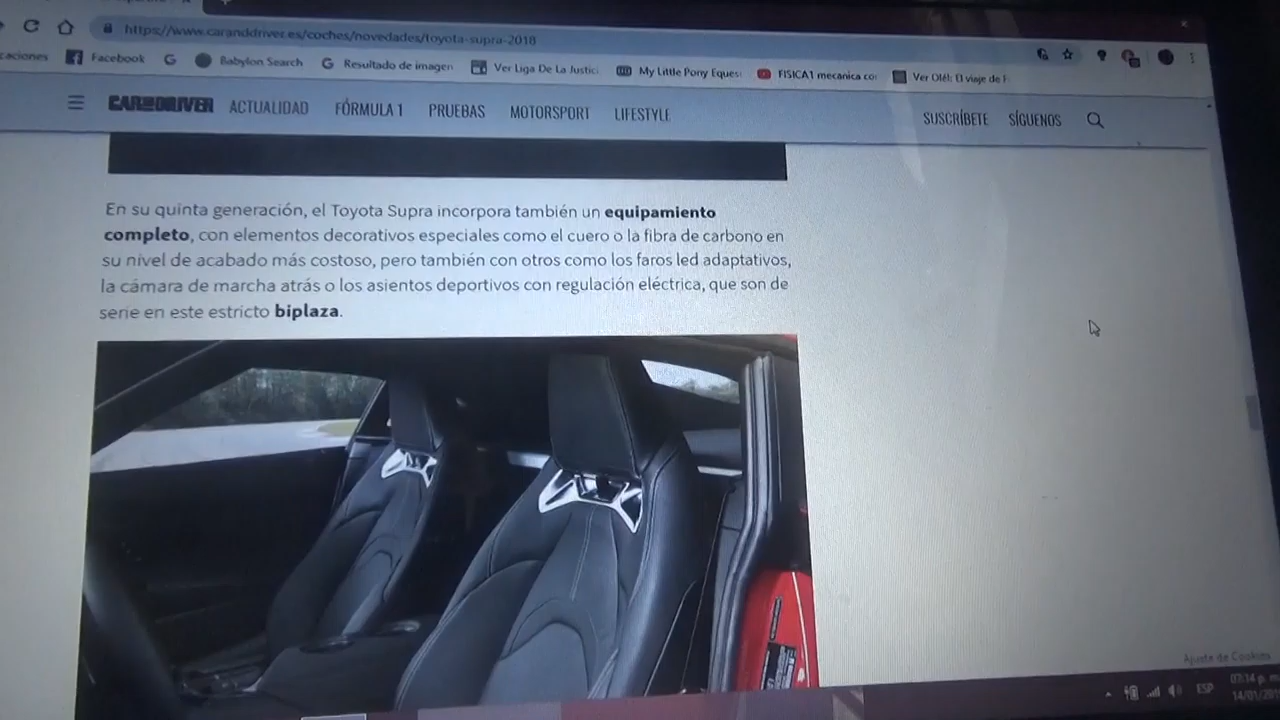 https://www.caranddriver.es/coches/novedades/toyota-supra-2018
Facebook
Babylon Search
Resultado de imagen
Ver Liga De La Justic
My Little Pony Eques
FISICA1 mecanica co
Ver Olé!: El viaje de F
CAR AND DRIVER
ACTUALIDAD
FÓRMULA 1
PRUEBAS
MOTORSPORT
LIFESTYLE
SUSCRÍBETE
SÍGUENOS
En su quinta generación, el Toyota Supra incorpora también un equipamiento
completo, con elementos decorativos especiales como el cuero o la fibra de carbono en
su nivel de acabado más costoso, pero también con otros como los faros led adaptativos,
la cámara de marcha atrás o los asientos deportivos con regulación eléctrica, que son de
serie en este estricto biplaza.
Ajuste de Cookies
ESP
07:14 p. m.
14/01/201